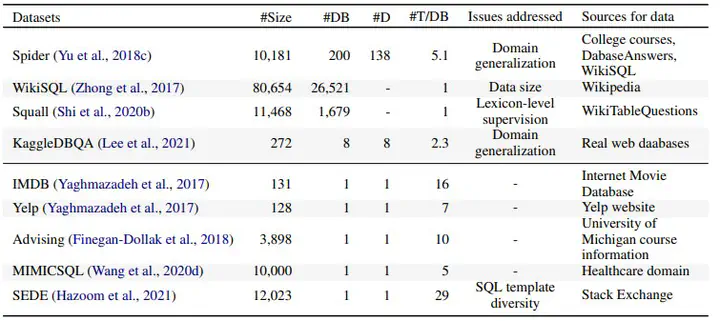 Datasets #Size #DB #D #T/DB Issues addressed Sources for data
Spider (Yu et al., 2018c) 10,181 200 138 5.1 Domain generalization College courses, DabaseAnswers, WikiSQL
WikiSQL (Zhong et al., 2017) 80,654 26,521 - 1 Data size Wikipedia
Squall (Shi et al., 2020b) 11,468 1,679 - 1 Lexicon-level supervision WikiTableQuestions
KaggleDBQA (Lee et al., 2021) 272 8 8 2.3 Domain generalization Real web daabases
IMDB (Yaghmazadeh et al., 2017) 131 1 1 16 - Internet Movie Database
Yelp (Yaghmazadeh et al., 2017) 128 1 1 7 - Yelp website
Advising (Finegan-Dollak et al., 2018) 3,898 1 1 10 - University of Michigan course information
MIMICSQL (Wang et al., 2020d) 10,000 1 1 5 - Healthcare domain
SEDE (Hazoom et al., 2021) 12,023 1 1 29 SQL template diversity Stack Exchange